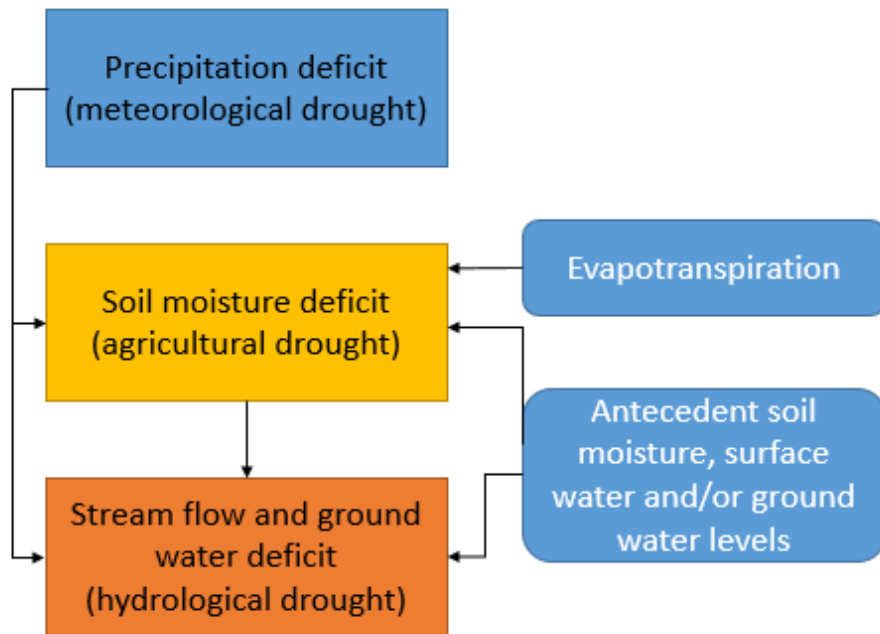 Precipitation deficit
(meteorological drought)
Evapotranspiration
Soil moisture deficit
(agricultural drought)
Antecedent soil
moisture, surface
water and/or ground
water levels
Stream flow and ground
water deficit
(hydrological drought)